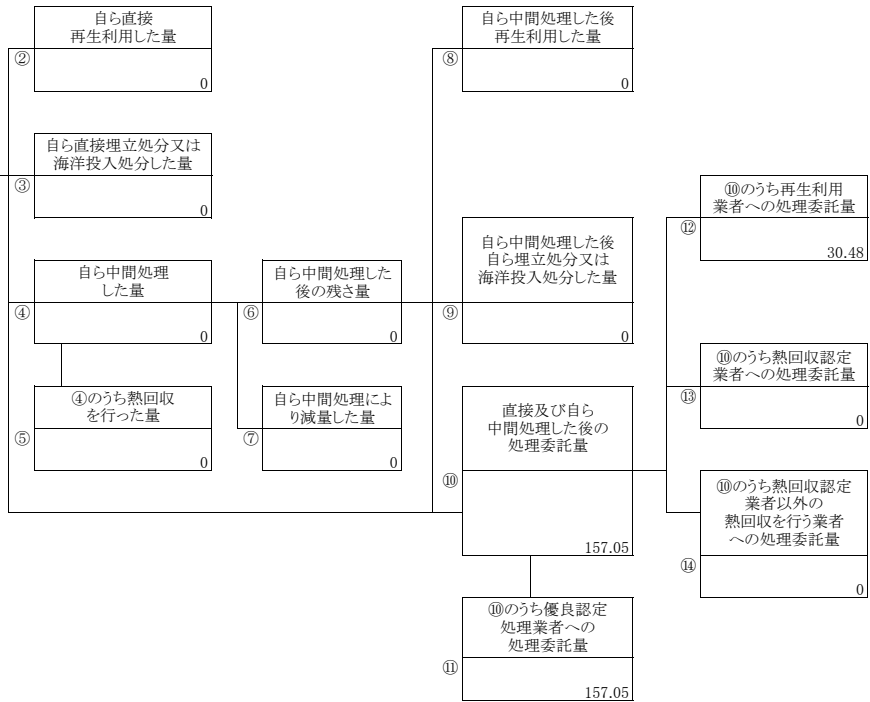 自ら直接
再生利用した量
②
0
自ら直接埋立処分又は
海洋投入処分した量
③
0
自ら中間処理
した量
④
0
④のうち熱回収
を行った量
⑤
0
自ら中間処理した
後の残さ量
⑥
0
自ら中間処理によ
り減量した量
⑦
0
自ら中間処理した後
再生利用した量
⑧
0
自ら中間処理した後
自ら埋立処分又は
海洋投入処分した量
⑨
0
直接及び自ら
中間処理した後の
処理委託量
⑩
157.05
⑩のうち優良認定
処理業者への
処理委託量
⑪
157.05
⑩のうち再生利用
業者への処理委託量
⑫
30.48
⑩のうち熱回収認定
業者への処理委託量
⑬
0
⑩のうち熱回収認定
業者以外の
熱回収を行う業者
への処理委託量
⑭
0